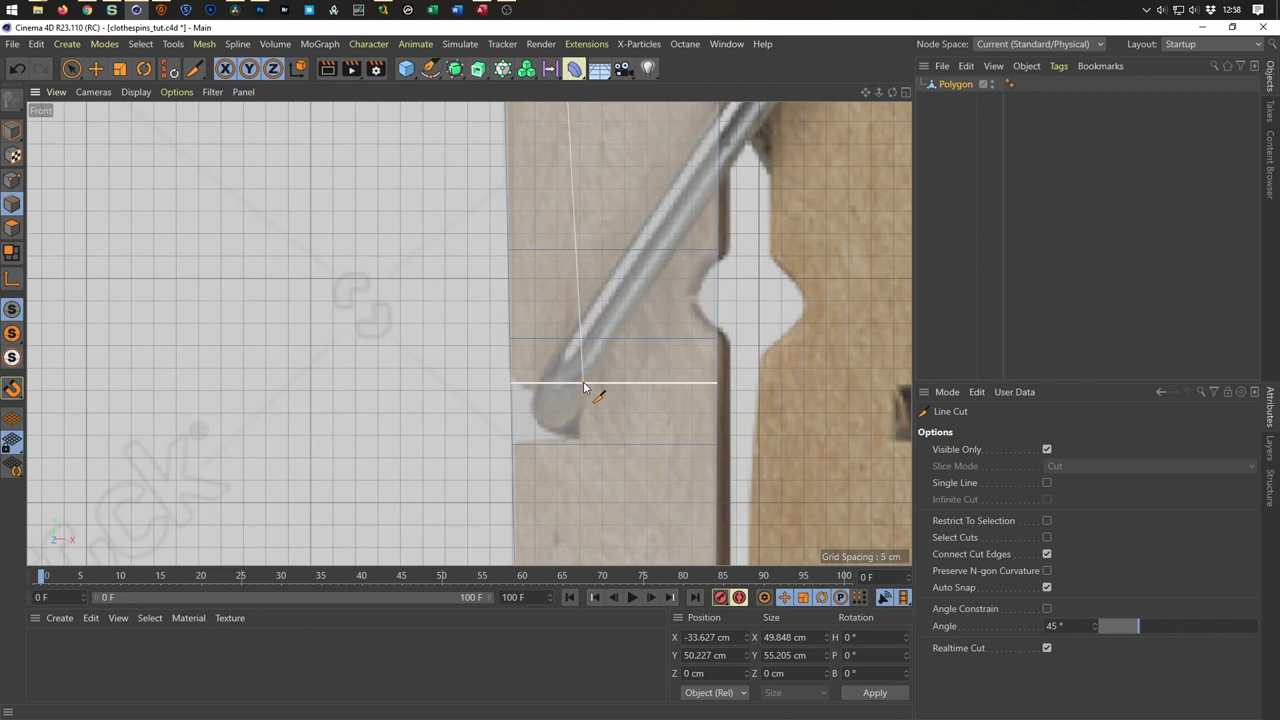 12:58
Cinema 4D R23.110 (RC) - [clothespins_tut.c4d *] - Main
File Edit Create Modes Select Tools Mesh Spline Volume MoGraph Character Animate Simulate Tracker Render Extensions X-Particles Octane Window Help
Node Space: Current (Standard/Physical) Layout: Startup
View Cameras Display Options Filter Panel
File Edit View Object Tags Bookmarks
Polygon
Front
Objects
Takes
Content Browser
Mode Edit User Data
Line Cut
Options
Visible Only
Slice Mode Cut
Single Line
Infinite Cut
Restrict To Selection
Select Cuts
Connect Cut Edges
Preserve N-gon Curvature
Auto Snap
Angle Constrain
Angle 45 °
Realtime Cut
Attributes
Layers
Structure
Z X
Grid Spacing : 5 cm
0 5 10 15 20 25 30 35 40 45 50 55 60 65 70 75 80 85 90 95 100 0 F
0 F 0 F 100 F 100 F
Create Edit View Select Material Texture
Position Size Rotation
X -33.627 cm X 49.848 cm H 0 °
Y 50.227 cm Y 55.205 cm P 0 °
Z 0 cm Z 0 cm B 0 °
Object (Rel) Size Apply